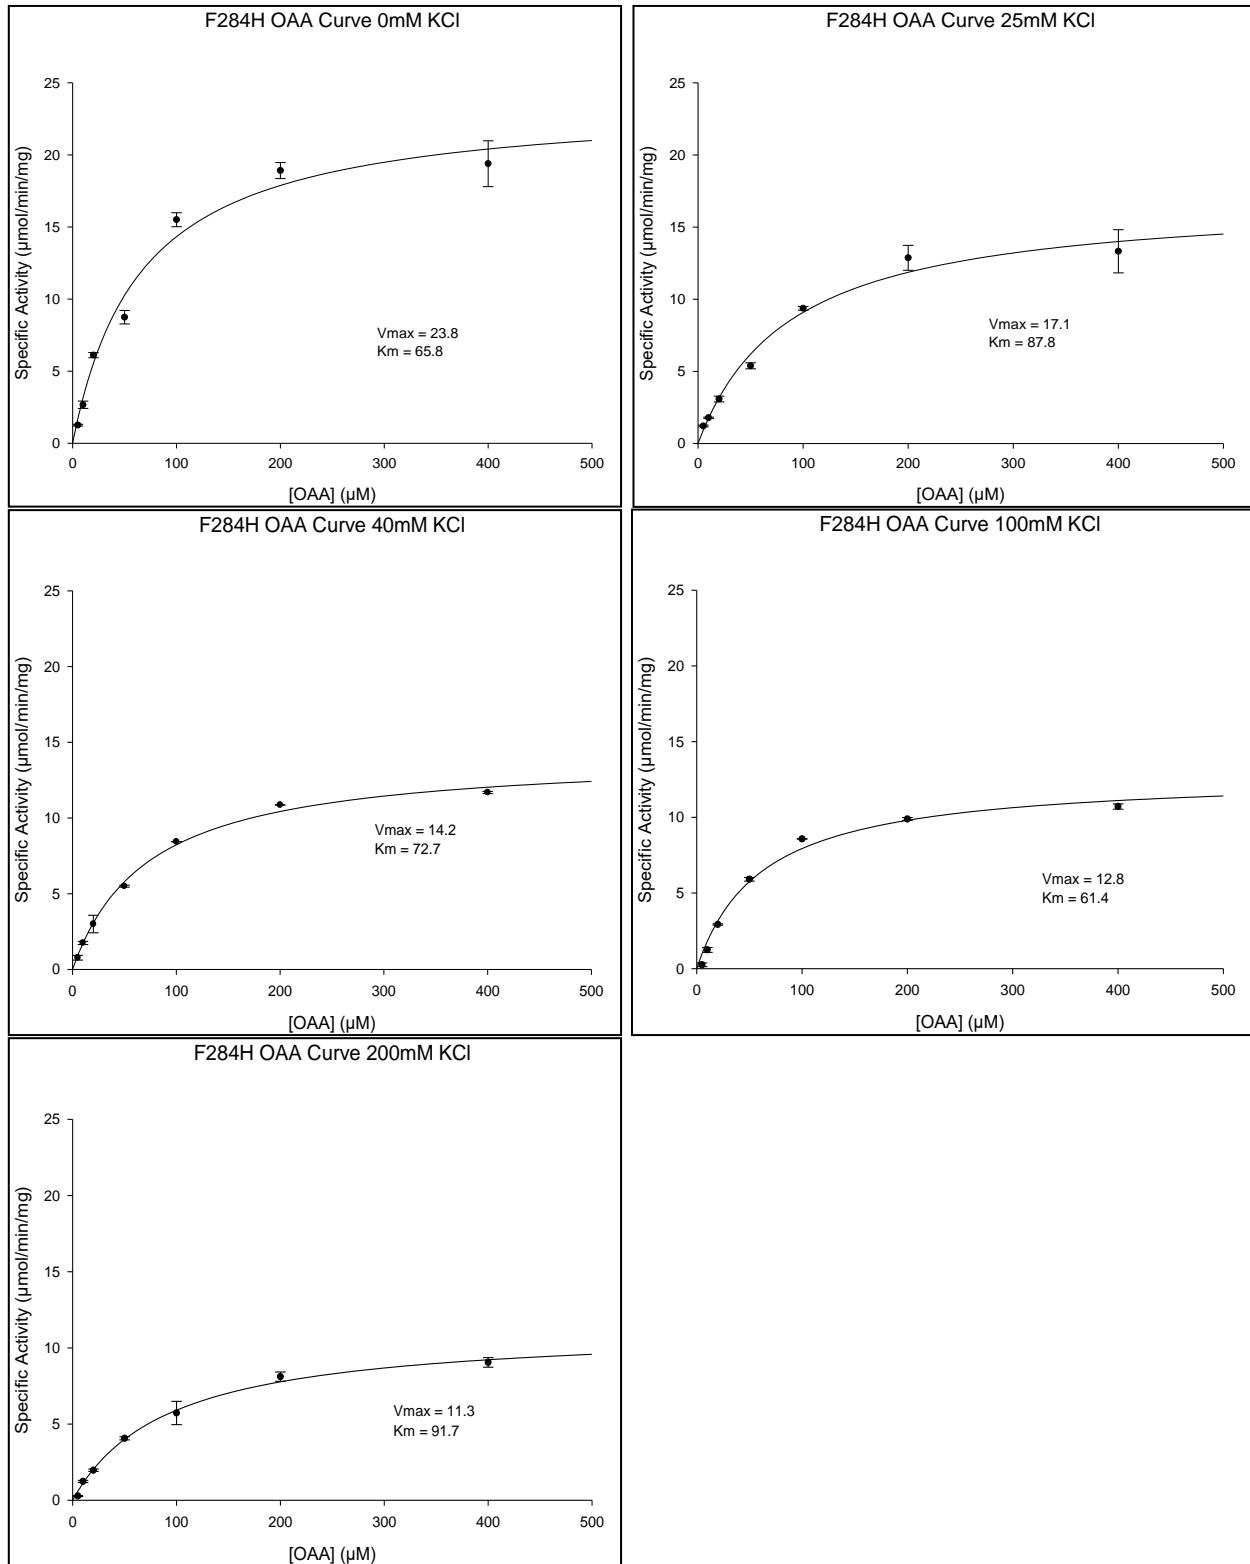 F284H OAA Curve 0mM KCl
25
20
15
10
5
0
Specific Activity (µmol/min/mg)
Vmax = 23.8
Km = 65.8
0 100 200 300 400 500
[OAA] (µM)
F284H OAA Curve 25mM KCl
25
20
15
10
5
0
Specific Activity (µmol/min/mg)
Vmax = 17.1
Km = 87.8
0 100 200 300 400 500
[OAA] (µM)
F284H OAA Curve 40mM KCl
25
20
15
10
5
0
Specific Activity (µmol/min/mg)
Vmax = 14.2
Km = 72.7
0 100 200 300 400 500
[OAA] (µM)
F284H OAA Curve 100mM KCl
25
20
15
10
5
0
Specific Activity (µmol/min/mg)
Vmax = 12.8
Km = 61.4
0 100 200 300 400 500
[OAA] (µM)
F284H OAA Curve 200mM KCl
25
20
15
10
5
0
Specific Activity (µmol/min/mg)
Vmax = 11.3
Km = 91.7
0 100 200 300 400 500
[OAA] (µM)